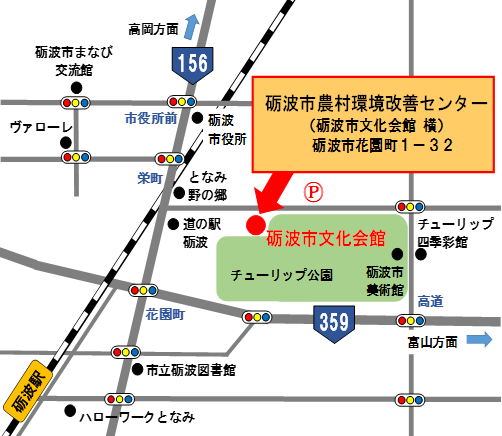 高岡方面
砺波市まなび
交流館
156
砺波市農村環境改善センター
（砺波市文化会館 横）
砺波市花園町１－３２
市役所前
砺波
市役所
ヴァローレ
栄町
となみ
野の郷
Ⓟ
道の駅
砺波
砺波市文化会館
チューリップ
四季彩館
チューリップ公園
砺波市
美術館
花園町
359
高道
富山方面
砺波駅
市立砺波図書館
ハローワークとなみ